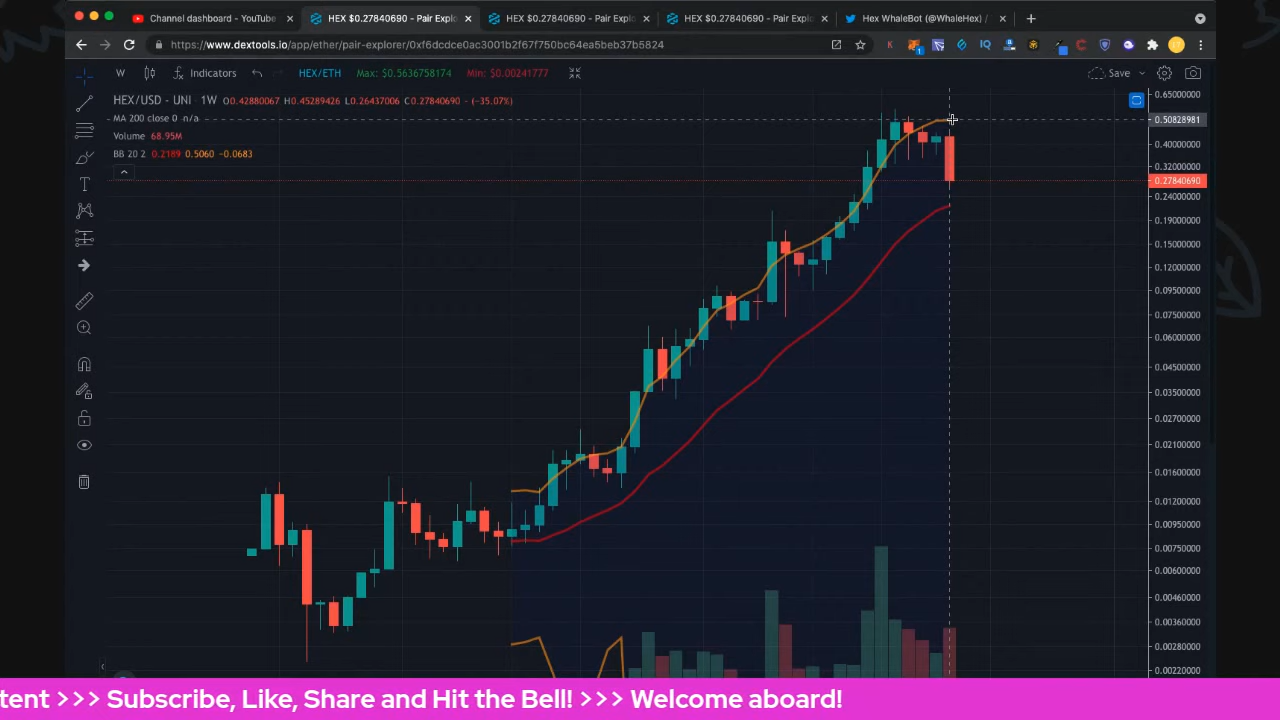 Channel dashboard - YouTube
HEX $0.27840690 - Pair Explo
HEX $0.27840690 - Pair Explo
HEX $0.27840690 - Pair Explo
Hex WhaleBot (@WhaleHex) /
https://www.dextools.io/app/ether/pair-explorer/0xf6dcdce0ac3001b2f67f750bc64ea5beb37b5824
W
Indicators
HEX/ETH
Max: $0.5636758174
Min: $0.00241777
Save
HEX/USD - UNI · 1W O0.42880067 H0.45289426 L0.26437006 C0.27840690 - (-35.07%)
MA 200 close 0 n/a
Volume 68.95M
BB 20 2 0.2189 0.5060 -0.0683
0.65000000
0.50828981
0.40000000
0.32000000
0.27840690
0.24000000
0.19000000
0.15000000
0.12000000
0.09500000
0.07500000
0.06000000
0.04500000
0.03500000
0.02700000
0.02100000
0.01600000
0.01200000
0.00950000
0.00750000
0.00600000
0.00460000
0.00360000
0.00280000
0.00220000
tent >>> Subscribe, Like, Share and Hit the Bell! >>> Welcome aboard!